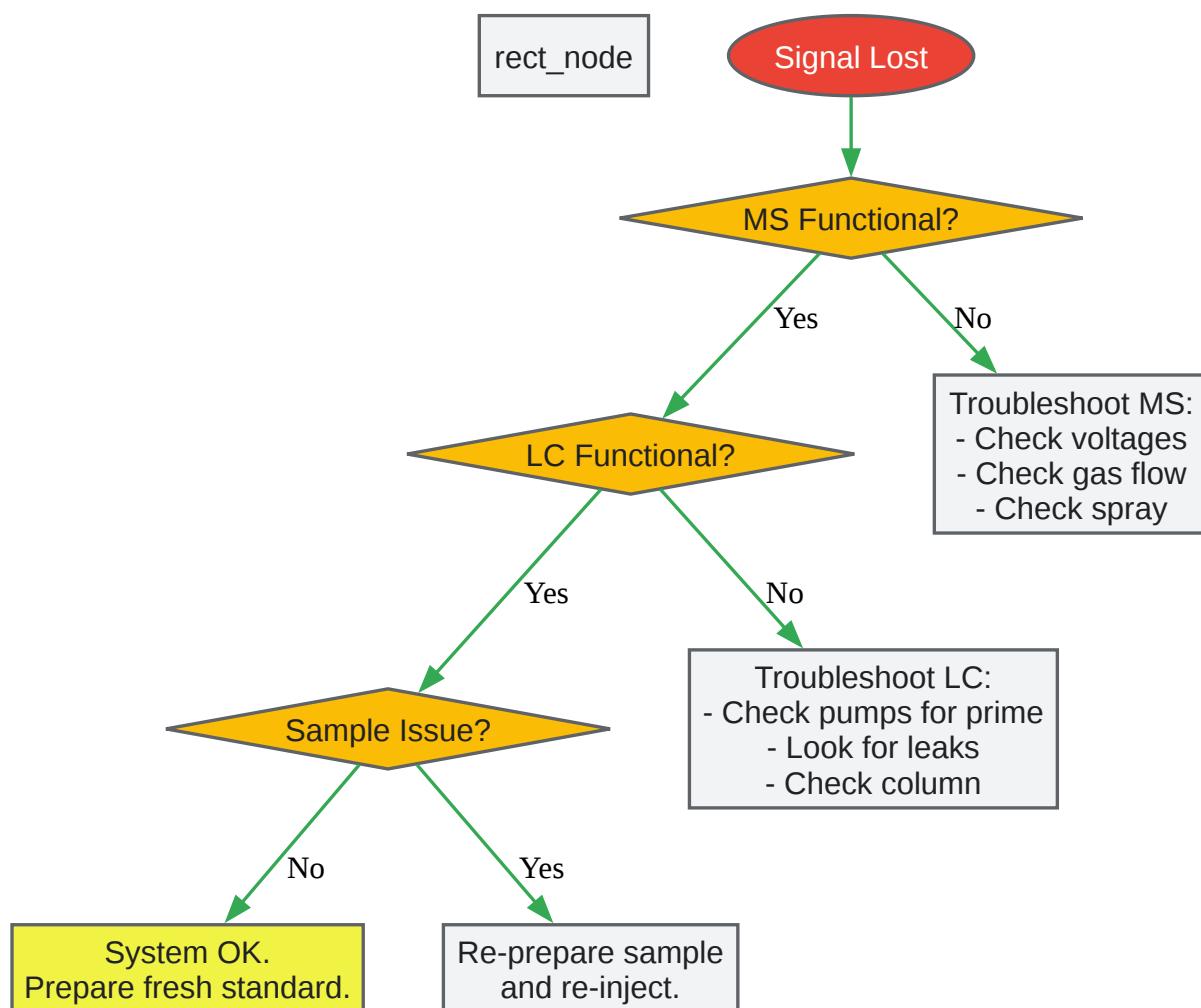 rect_node
Signal Lost
MS Functional?
Yes
No
Troubleshoot MS:
- Check voltages
- Check gas flow
- Check spray
LC Functional?
Yes
No
Troubleshoot LC:
- Check pumps for prime
- Look for leaks
- Check column
Sample Issue?
No
Yes
System OK.
Prepare fresh standard.
Re-prepare sample
and re-inject.